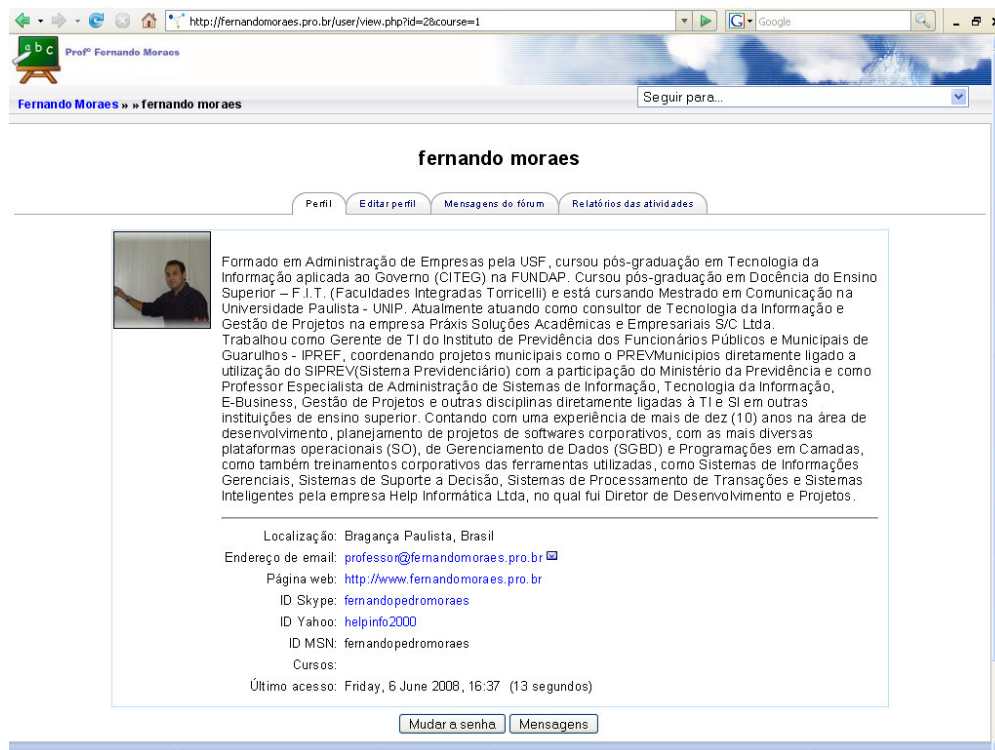 http://fernandomoraes.pro.br/user/view.php?id=2&course=1
G Google
abc
Profº Fernando Moraes
Fernando Moraes » » fernando moraes
Seguir para...
fernando moraes
Perfil Editar perfil Mensagens do fórum Relatórios das atividades
Formado em Administração de Empresas pela USF, cursou pós-graduação em Tecnologia da
Informação aplicada ao Governo (CITEG) na FUNDAP. Cursou pós-graduação em Docência do Ensino
Superior – F.I.T. (Faculdades Integradas Torricelli) e está cursando Mestrado em Comunicação na
Universidade Paulista - UNIP. Atualmente atuando como consultor de Tecnologia da Informação e
Gestão de Projetos na empresa Práxis Soluções Acadêmicas e Empresariais S/C Ltda.
Trabalhou como Gerente de TI do Instituto de Previdência dos Funcionários Públicos e Municipais de
Guarulhos - IPREF, coordenando projetos municipais como o PREVMunicipios diretamente ligado a
utilização do SIPREV(Sistema Previdenciário) com a participação do Ministério da Previdência e como
Professor Especialista de Administração de Sistemas de Informação, Tecnologia da Informação,
E-Business, Gestão de Projetos e outras disciplinas diretamente ligadas à TI e SI em outras
instituições de ensino superior. Contando com uma experiência de mais de dez (10) anos na área de
desenvolvimento, planejamento de projetos de softwares corporativos, com as mais diversas
plataformas operacionais (SO), de Gerenciamento de Dados (SGBD) e Programações em Camadas,
como também treinamentos corporativos das ferramentas utilizadas, como Sistemas de Informações
Gerenciais, Sistemas de Suporte a Decisão, Sistemas de Processamento de Transações e Sistemas
Inteligentes pela empresa Help Informática Ltda, no qual fui Diretor de Desenvolvimento e Projetos.
Localização: Bragança Paulista, Brasil
Endereço de email: professor@fernandomoraes.pro.br
Página web: http://www.fernandomoraes.pro.br
ID Skype: fernandopedromoraes
ID Yahoo: helpinfo2000
ID MSN: fernandopedromoraes
Cursos:
Último acesso: Friday, 6 June 2008, 16:37 (13 segundos)
Mudar a senha Mensagens